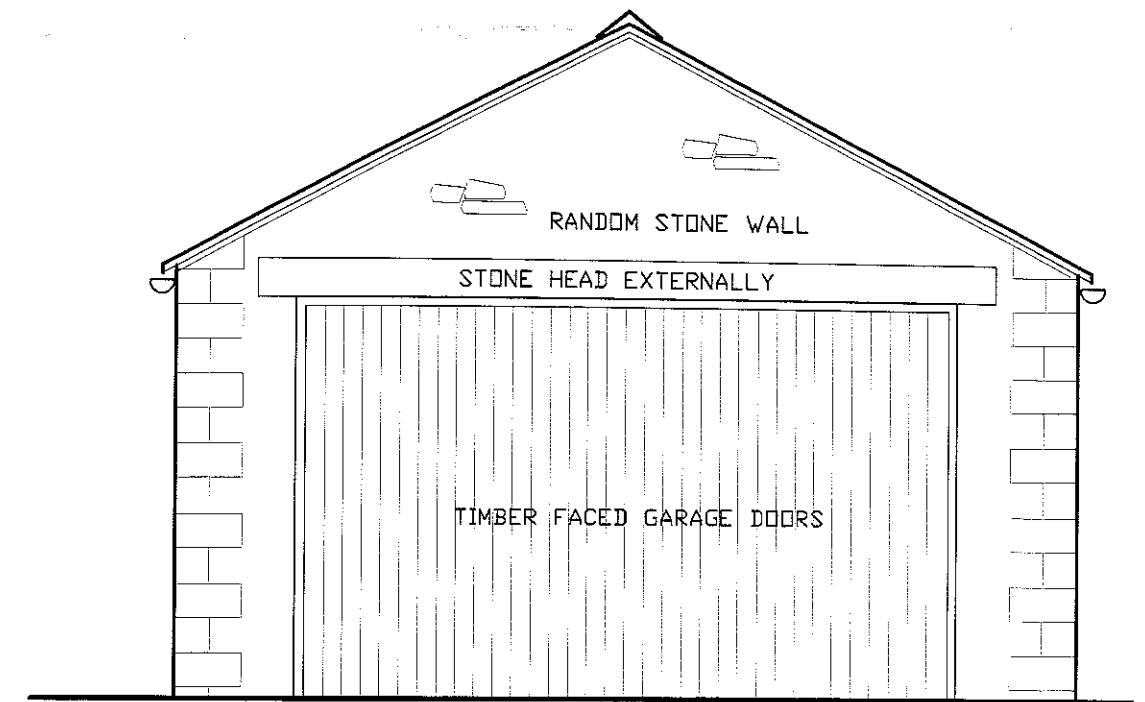 RANDOM STONE WALL
STONE HEAD EXTERNALLY
TIMBER FACED GARAGE DOORS